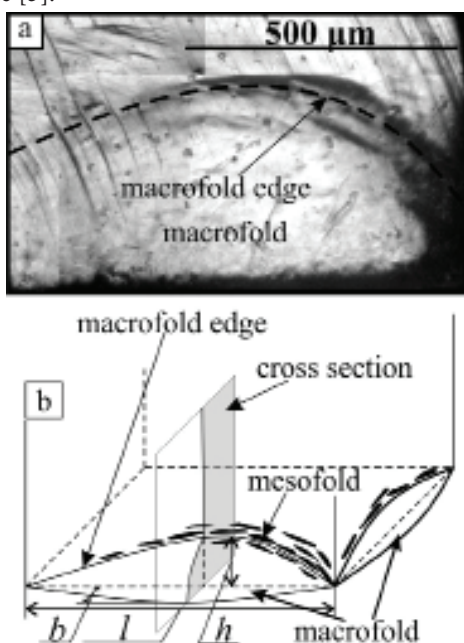 a
500 μm
macrofold edge
macrofold
macrofold edge
cross section
b
mesofold
b l h macrofold